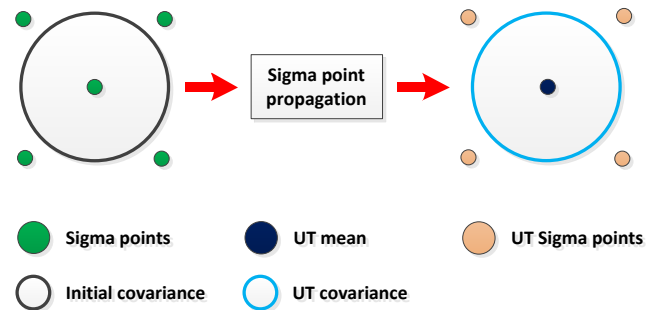 Sigma point
propagation
Sigma points
UT mean
UT Sigma points
Initial covariance
UT covariance